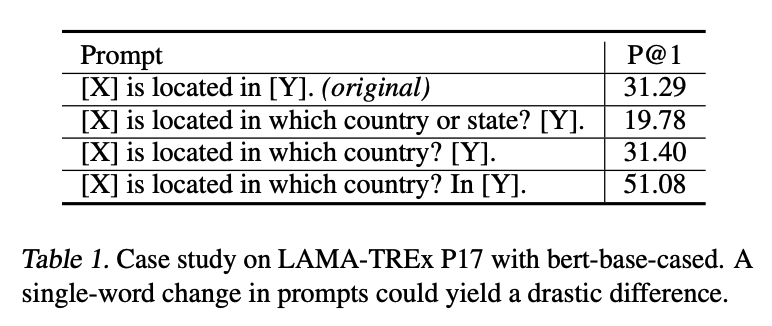 Prompt P@1
[X] is located in [Y]. (original) 31.29
[X] is located in which country or state? [Y]. 19.78
[X] is located in which country? [Y]. 31.40
[X] is located in which country? In [Y]. 51.08
Table 1. Case study on LAMA-TREx P17 with bert-base-cased. A
single-word change in prompts could yield a drastic difference.